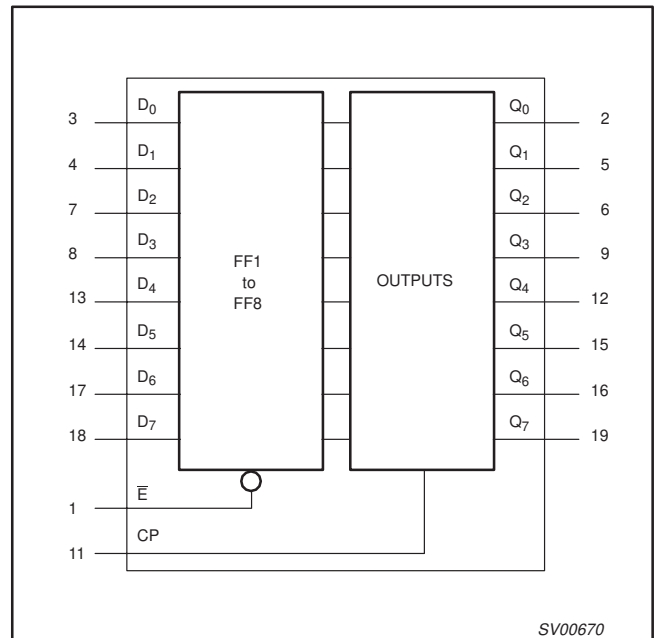 3 D0 Q0 2
4 D1 Q1 5
7 D2 Q2 6
8 D3 Q3 9
FF1
to
FF8
OUTPUTS
13 D4 Q4 12
14 D5 Q5 15
17 D6 Q6 16
18 D7 Q7 19
1 E̅
11 CP
SV00670